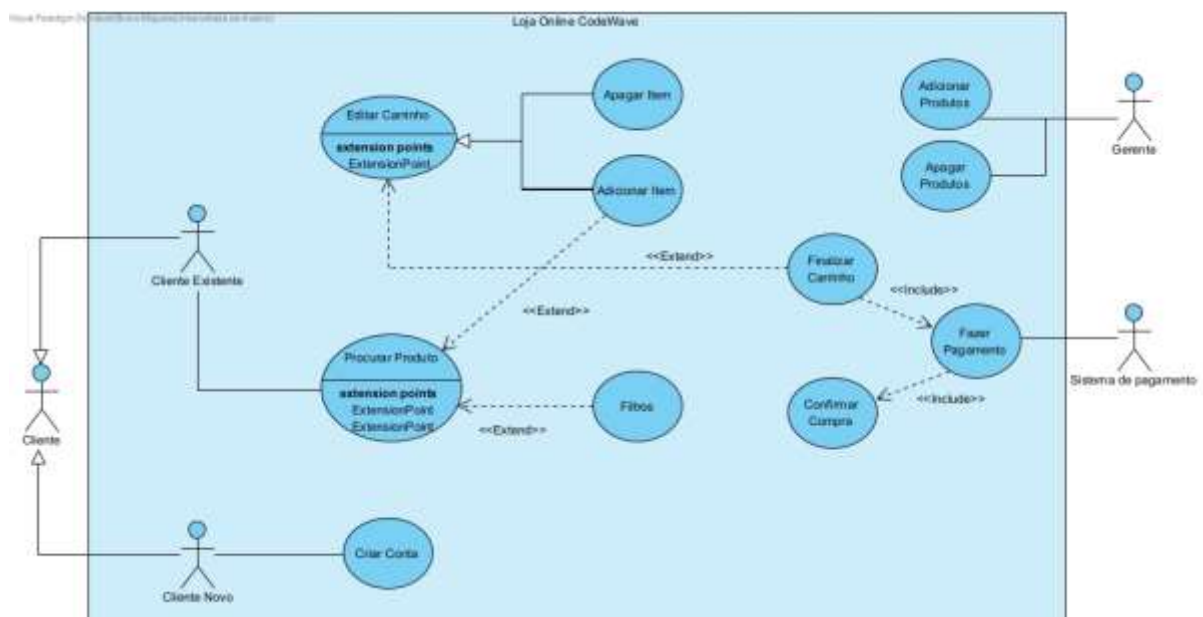 Loja Online CodeWave
Apagar Item
Adicionar
Produtos
Editar Carrinho
extension points
ExtensionPoint
Gerente
Apagar
Produtos
Adicionar Item
<<Extend>>
Finalizar
Carrinho
Cliente Existente
<<Include>>
<<Extend>>
Fazer
Pagamento
Procurar Produto
Sistema de pagamento
extension points
ExtensionPoint
ExtensionPoint
Filtros
<<Include>>
Confirmar
Compra
<<Extend>>
Cliente
Criar Conta
Cliente Novo